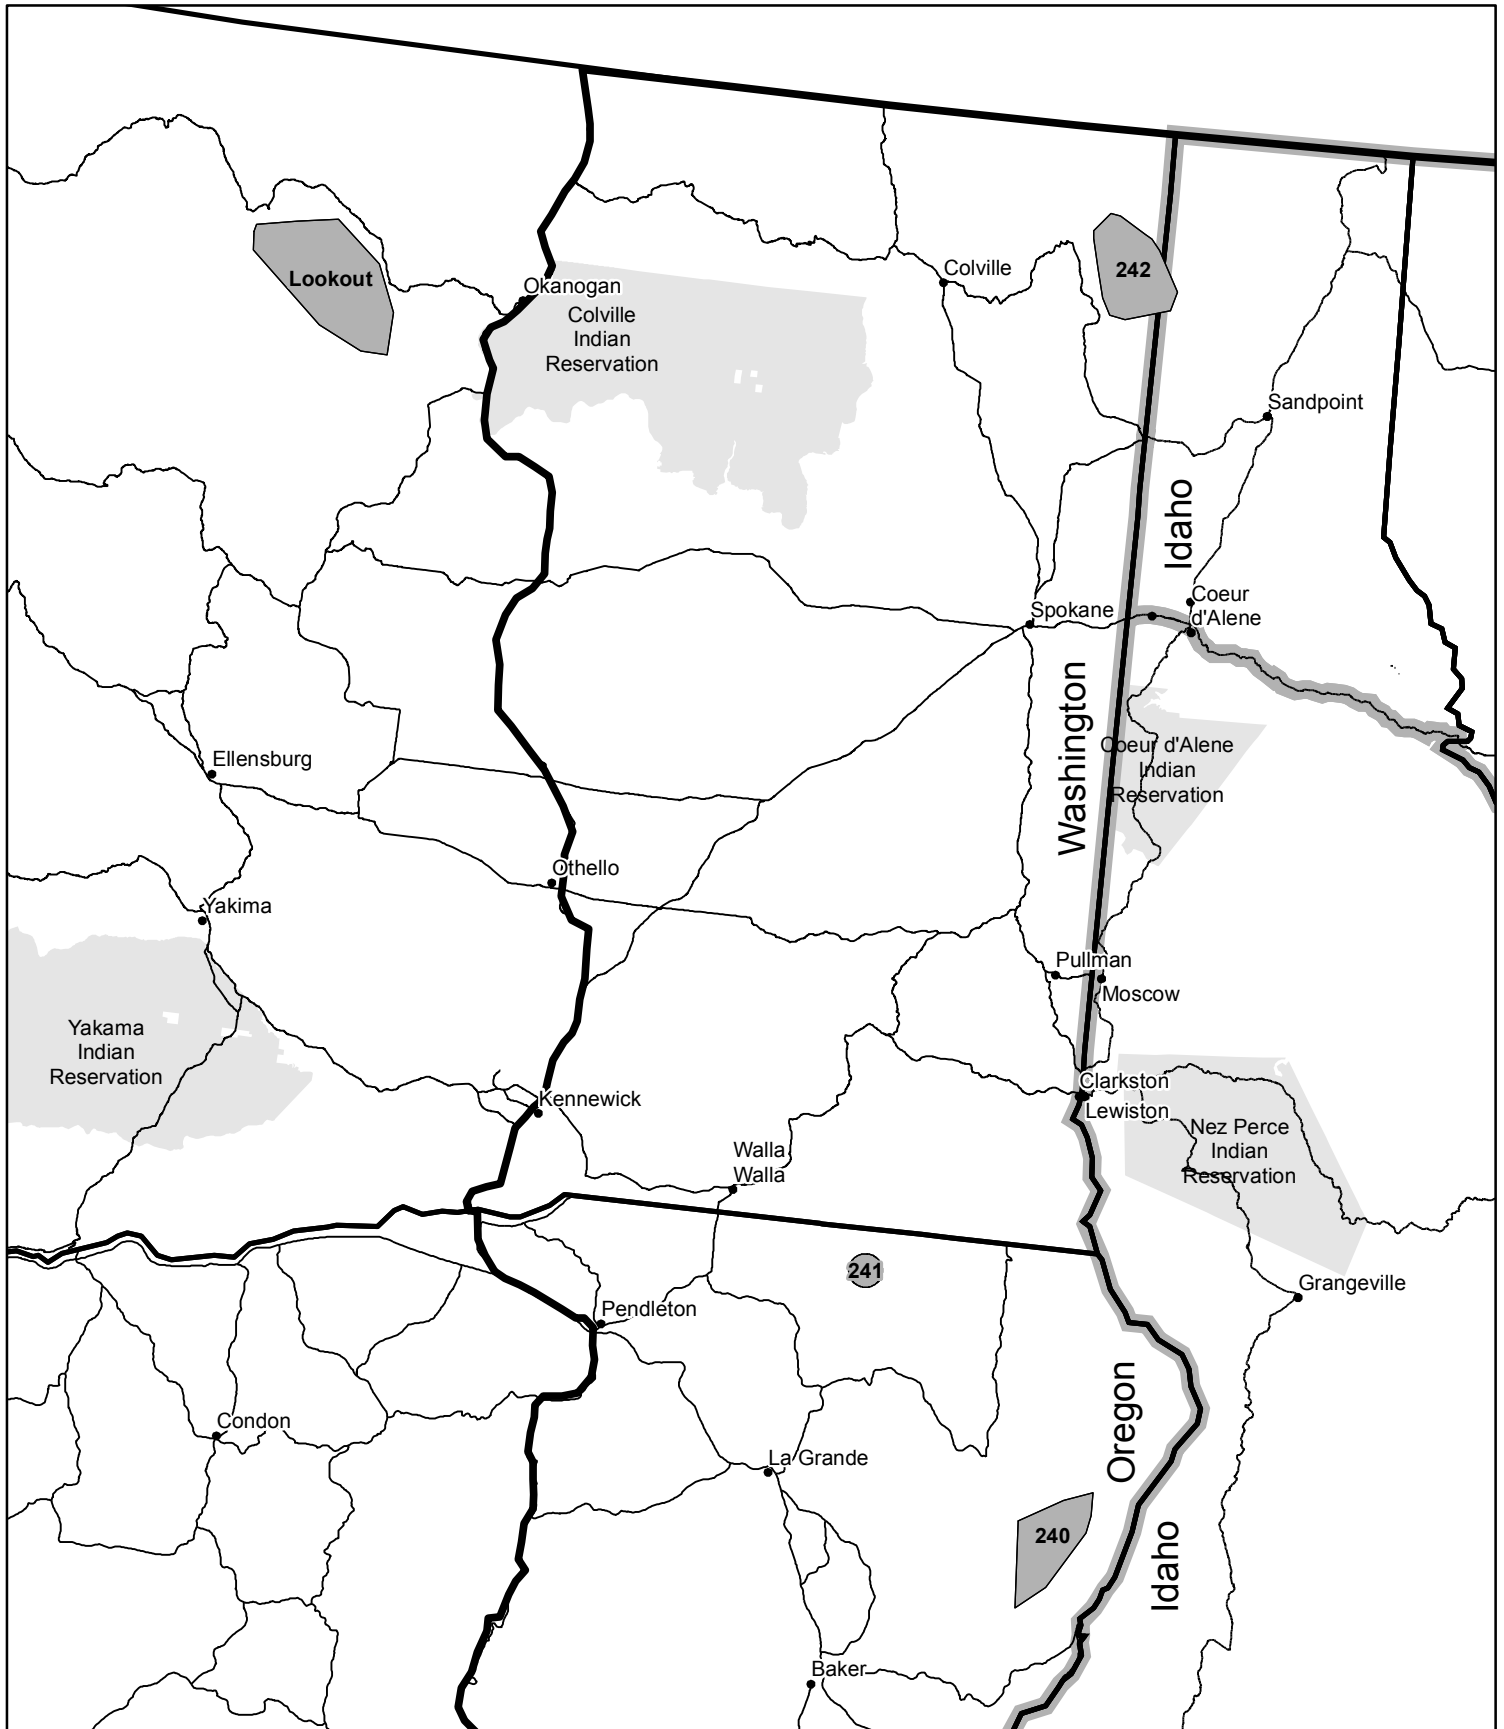 Colville
242
Lookout
Okanogan
Colville
Indian
Reservation
Sandpoint
Idaho
Coeur
d'Alene
Spokane
Washington
Coeur d'Alene
Indian
Reservation
Ellensburg
Othello
Yakima
Pullman
Moscow
Yakama
Indian
Reservation
Clarkston
Lewiston
Kennewick
Nez Perce
Indian
Reservation
Walla
Walla
241
Grangeville
Pendleton
Oregon
Condon
La Grande
240
Idaho
Baker